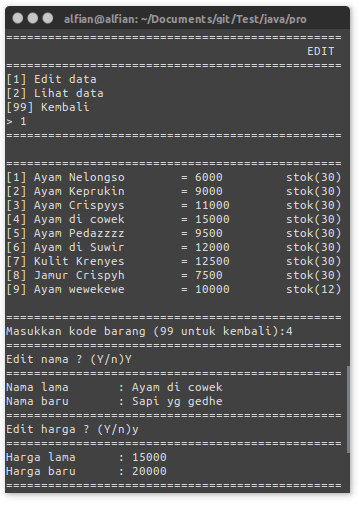 alfian@alfian: ~/Documents/git/Test/java/pro
================================================
EDIT
================================================
[1] Edit data
[2] Lihat data
[99] Kembali
> 1
================================================
================================================
[1] Ayam Nelongso = 6000 stok(30)
[2] Ayam Keprukin = 9000 stok(30)
[3] Ayam Crispyys = 11000 stok(30)
[4] Ayam di cowek = 15000 stok(30)
[5] Ayam Pedazzzz = 9500 stok(30)
[6] Ayam di Suwir = 12000 stok(30)
[7] Kulit Krenyes = 12500 stok(30)
[8] Jamur Crispyh = 7500 stok(30)
[9] Ayam wewekewe = 10000 stok(12)
================================================
Masukkan kode barang (99 untuk kembali):4
================================================
Edit nama ? (Y/n)Y
================================================
Nama lama : Ayam di cowek
Nama baru : Sapi yg gedhe
================================================
Edit harga ? (Y/n)y
================================================
Harga lama : 15000
Harga baru : 20000
================================================